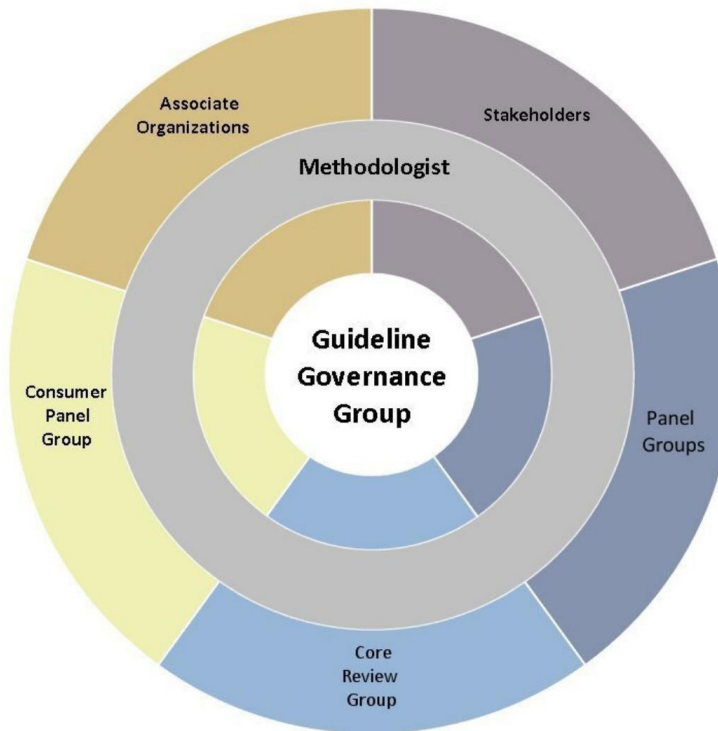 Associate
Organizations
Stakeholders
Methodologist
Guideline
Governance
Group
Consumer
Panel
Group
Panel
Groups
Core
Review
Group